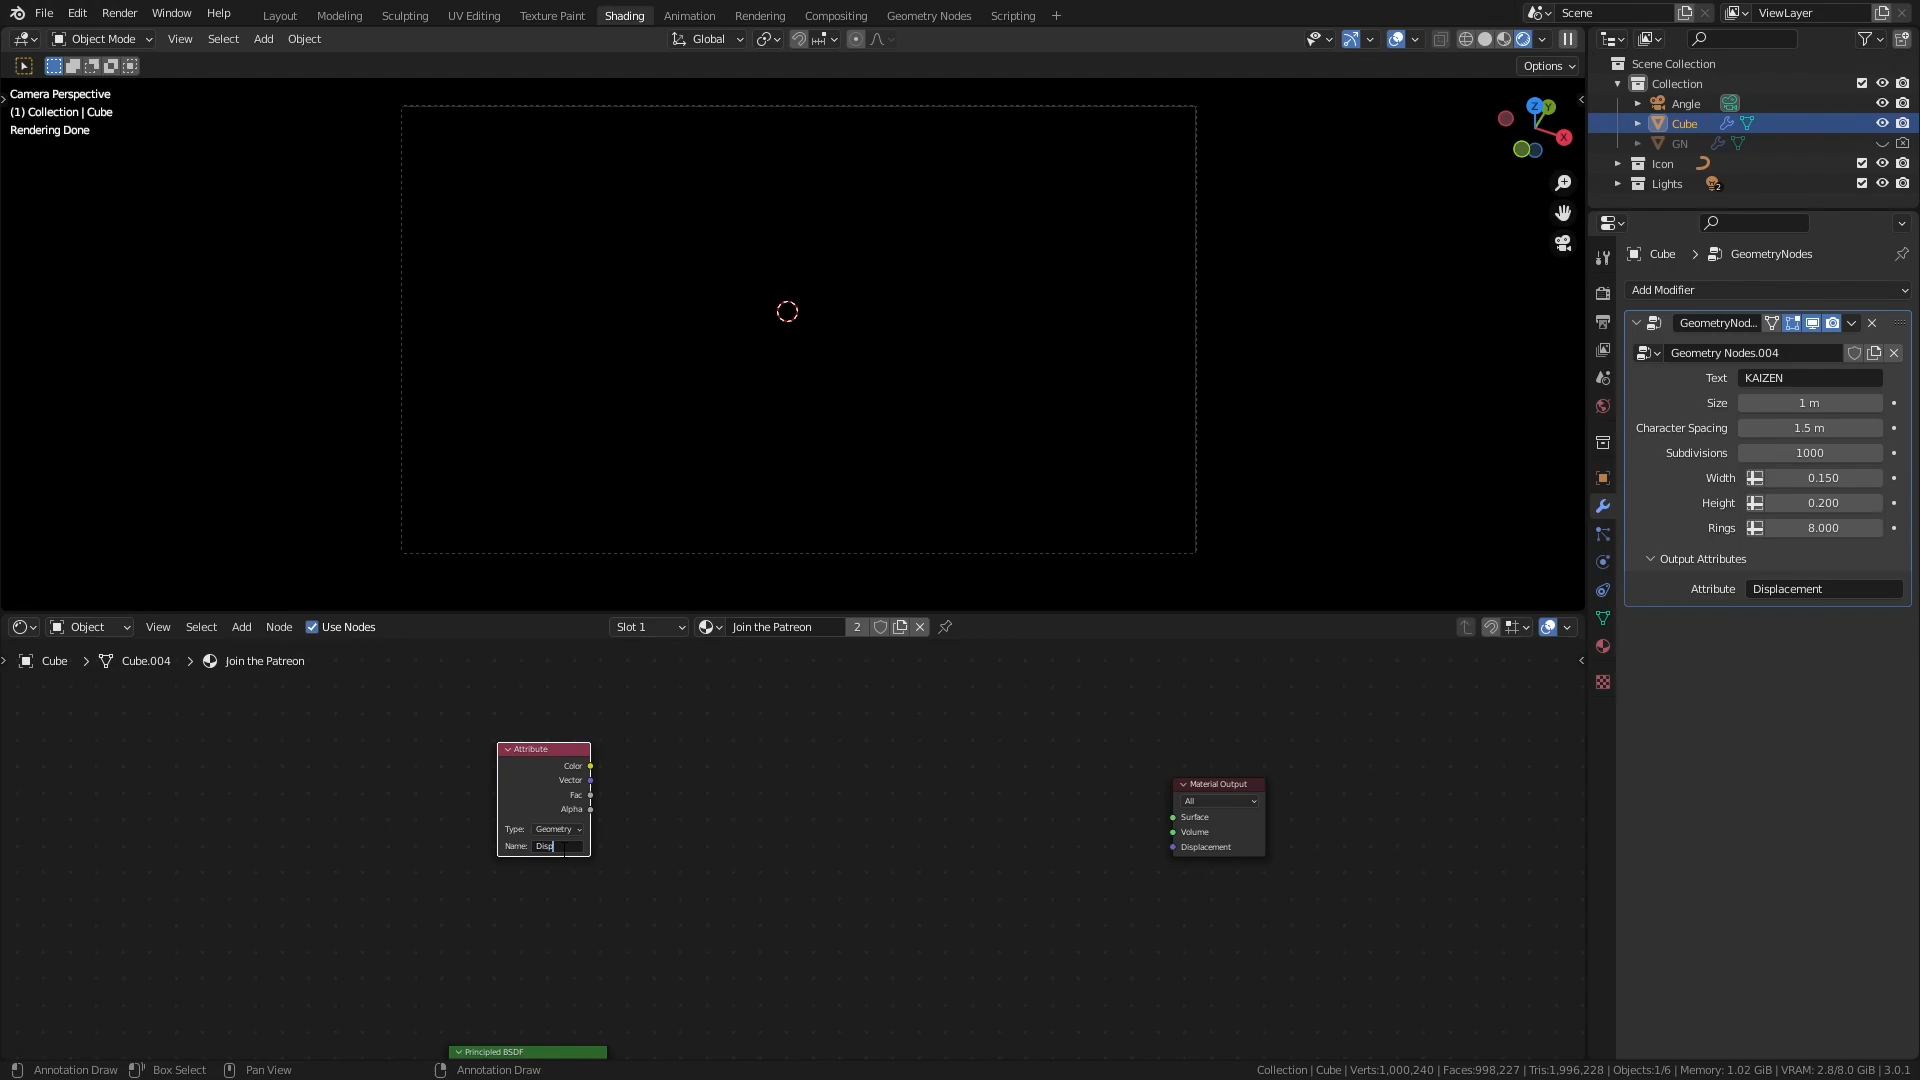 File Edit Render Window Help
Layout Modeling Sculpting UV Editing Texture Paint Shading Animation Rendering Compositing Geometry Nodes Scripting +
Scene
ViewLayer
Object Mode View Select Add Object
Global
Options
Camera Perspective
(1) Collection | Cube
Rendering Done
Z Y
X
Scene Collection
Collection
Angle
Cube
GN
Icon
Lights 2
Cube > GeometryNodes
Add Modifier
GeometryNod...
Geometry Nodes.004
Text KAIZEN
Size 1 m
Character Spacing 1.5 m
Subdivisions 1000
Width 0.150
Height 0.200
Rings 8.000
Output Attributes
Attribute Displacement
Object View Select Add Node Use Nodes
Slot 1
Join the Patreon 2
Cube > Cube.004 > Join the Patreon
Attribute
Color
Vector
Fac
Alpha
Type: Geometry
Name: Disp
Material Output
All
Surface
Volume
Displacement
Principled BSDF
Annotation Draw Box Select Pan View Annotation Draw
Collection | Cube | Verts:1,000,240 | Faces:998,227 | Tris:1,996,228 | Objects:1/6 | Memory: 1.02 GiB | VRAM: 2.8/8.0 GiB | 3.0.1